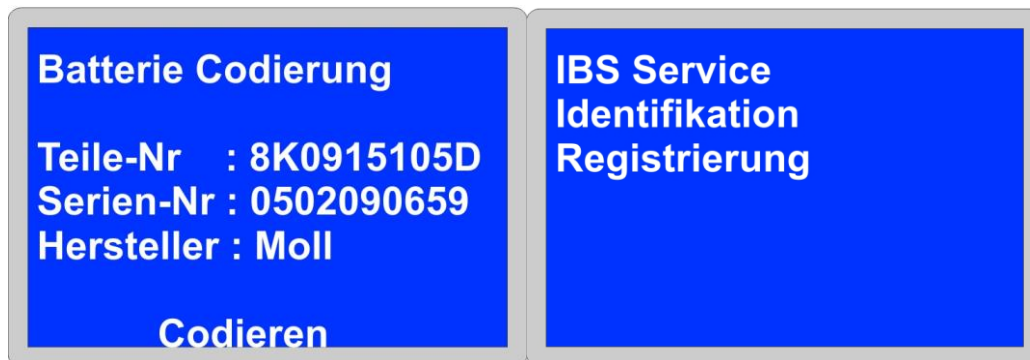 Batterie Codierung
Teile-Nr : 8K0915105D
Serien-Nr : 0502090659
Hersteller : Moll
Codieren
IBS Service
Identifikation
Registrierung